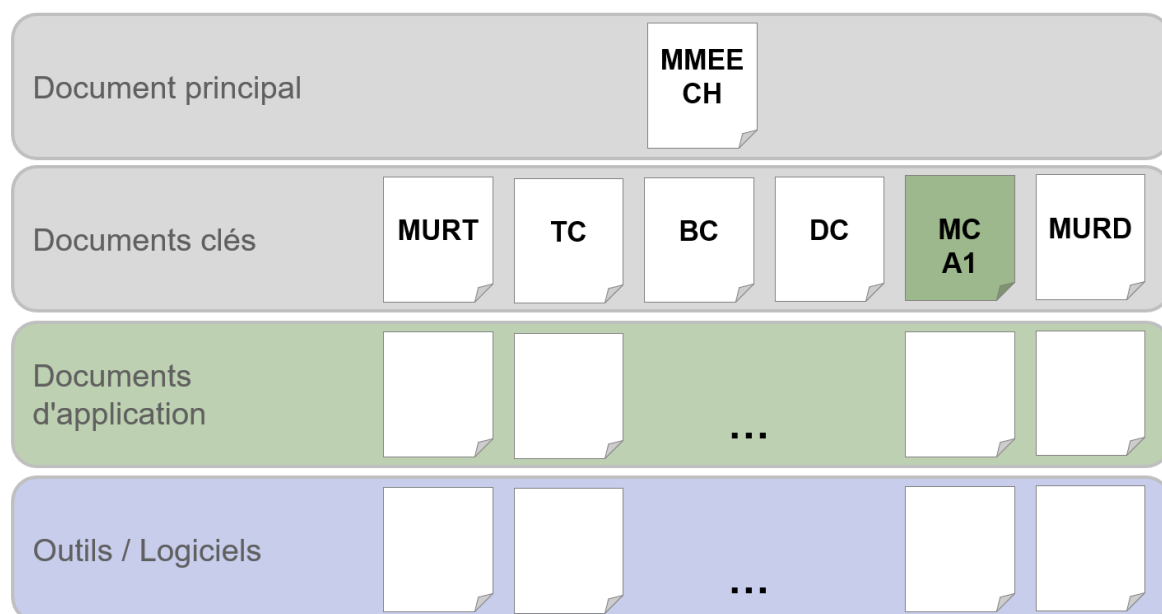 Document principal
MMEE
CH
Documents clés
MURT
TC
BC
DC
MC
A1
MURD
Documents
d'application
...
Outils / Logiciels
...